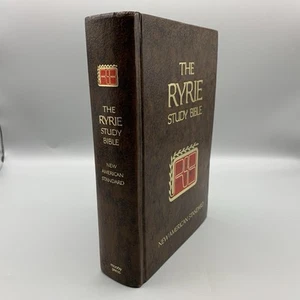 THE
RYRIE
STUDY
BIBLE
NEW
AMERICAN
STANDARD
THE
RYRIE
STUDY BIBLE
NEW AMERICAN STANDARD